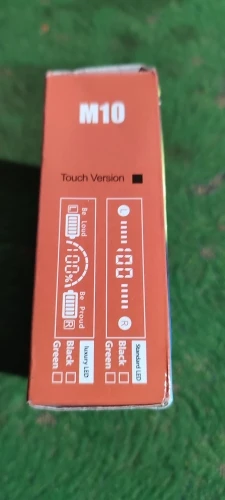 M10
Touch Version
L Be Loud
100%
R Be Proud
L
100
R
luxury LED
Black
Green
Standard LED
Black
Green